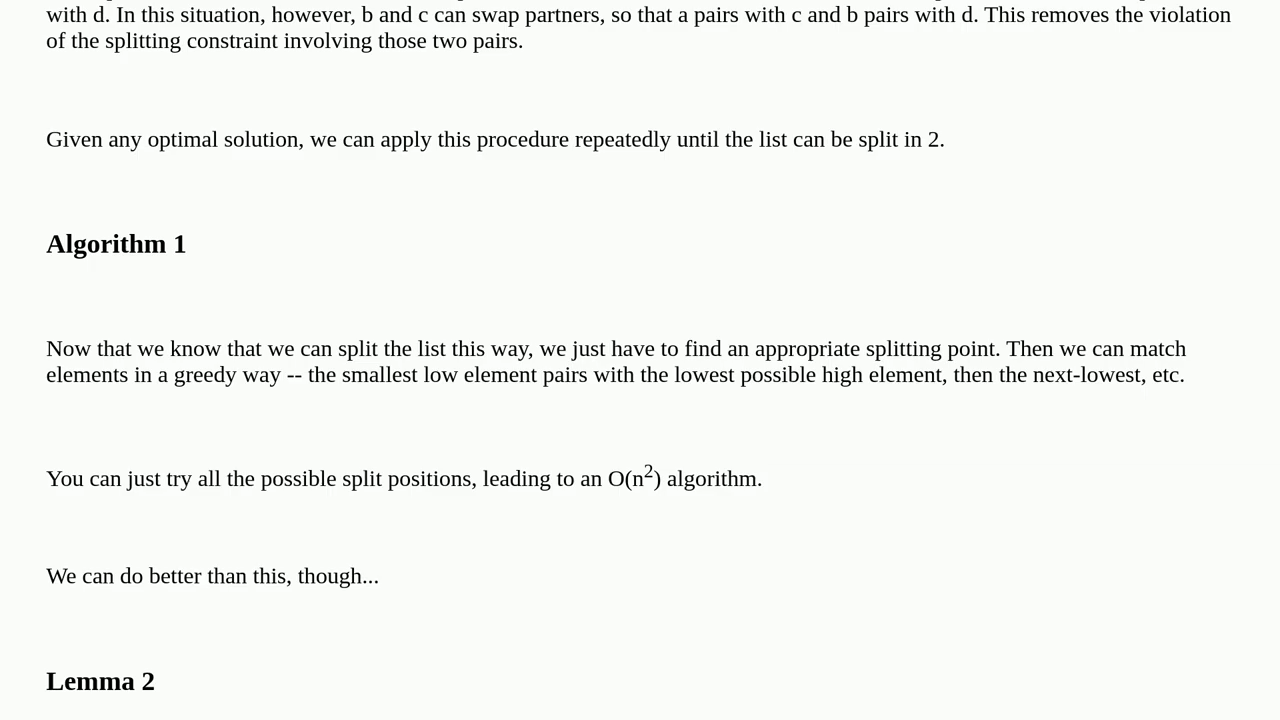 with d. In this situation, however, b and c can swap partners, so that a pairs with c and b pairs with d. This removes the violation
of the splitting constraint involving those two pairs.
Given any optimal solution, we can apply this procedure repeatedly until the list can be split in 2.
Algorithm 1
Now that we know that we can split the list this way, we just have to find an appropriate splitting point. Then we can match
elements in a greedy way -- the smallest low element pairs with the lowest possible high element, then the next-lowest, etc.
You can just try all the possible split positions, leading to an O(n²) algorithm.
We can do better than this, though...
Lemma 2